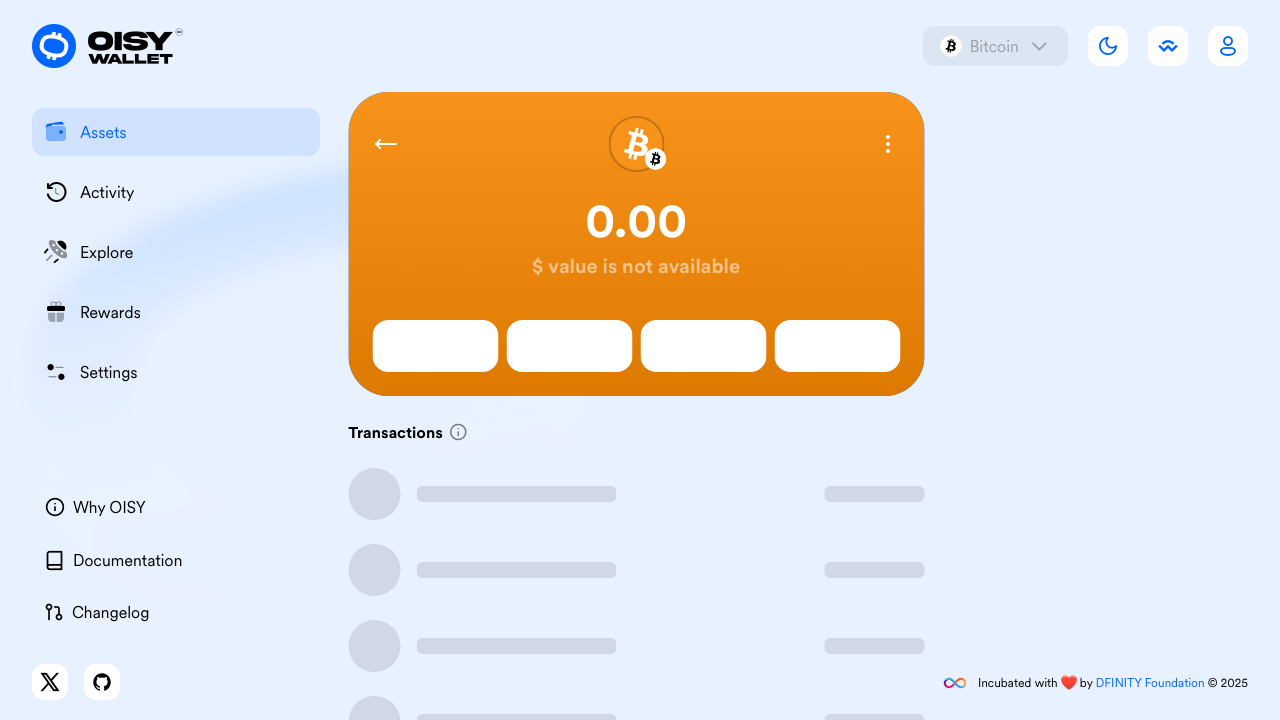 OISY
WALLET
Bitcoin
Assets
Activity
Explore
Rewards
Settings
0.00
$ value is not available
Transactions
Why OISY
Documentation
Changelog
Incubated with ❤️ by DFINITY Foundation © 2025